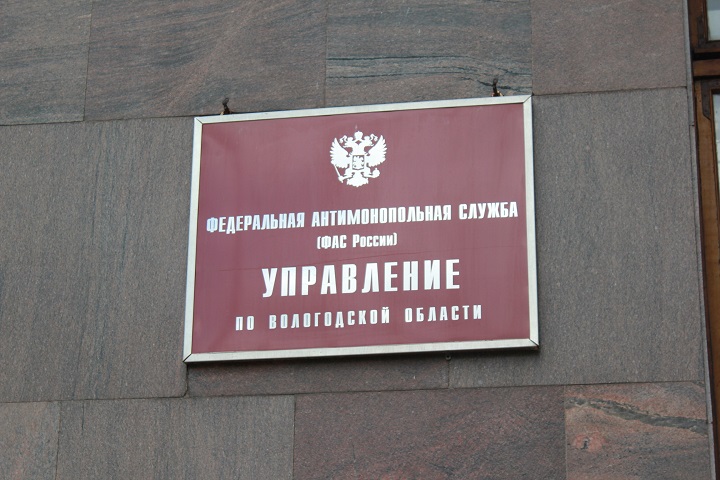 ФЕДЕРАЛЬНАЯ АНТИМОНОПОЛЬНАЯ СЛУЖБА
(ФАС РОССИИ)
УПРАВЛЕНИЕ
ПО ВОЛОГОДСКОЙ ОБЛАСТИ